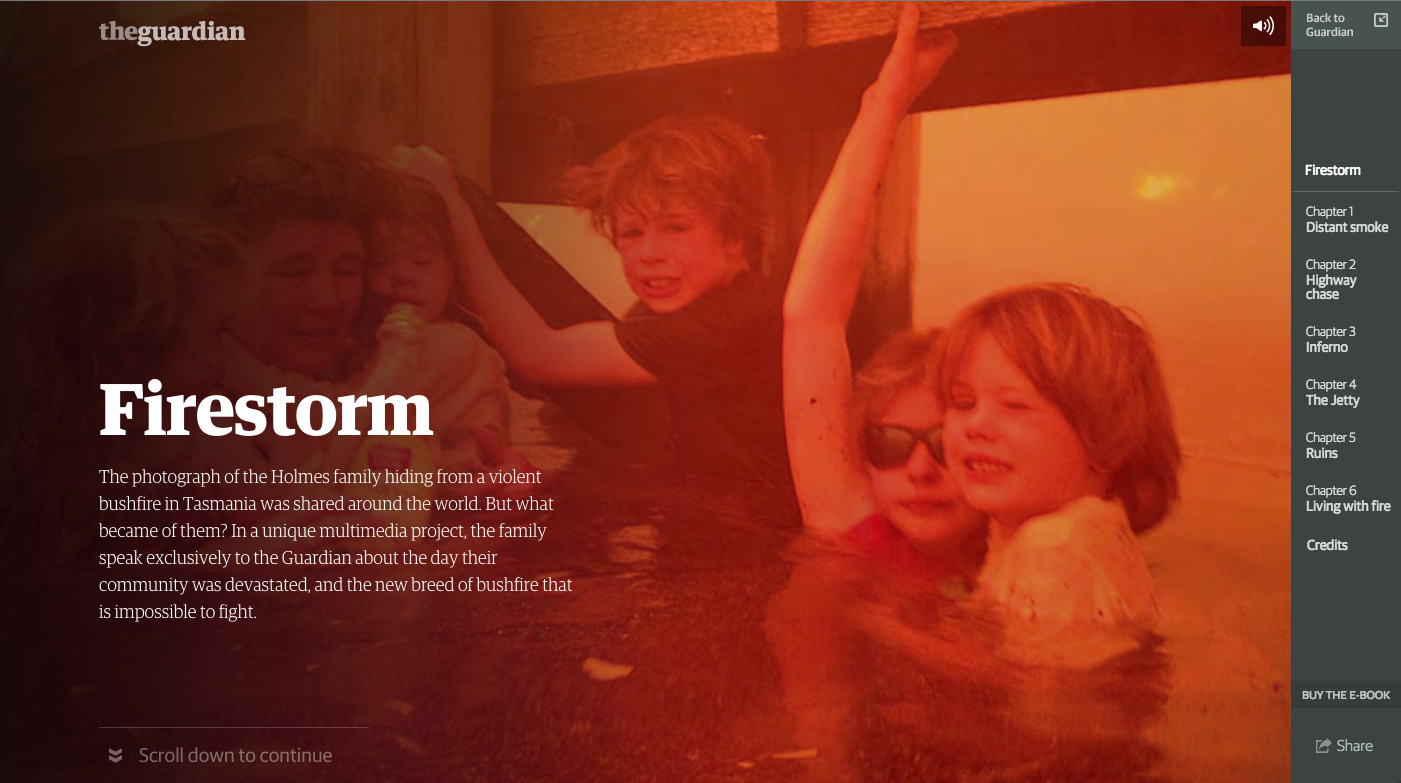 theguardian
Back to
Guardian
Firestorm
Chapter 1
Distant smoke
Chapter 2
Highway
chase
Chapter 3
Inferno
Chapter 4
The Jetty
Chapter 5
Ruins
Chapter 6
Living with fire
Credits
BUY THE E-BOOK
Share
Firestorm
The photograph of the Holmes family hiding from a violent
bushfire in Tasmania was shared around the world. But what
became of them? In a unique multimedia project, the family
speak exclusively to the Guardian about the day their
community was devastated, and the new breed of bushfire that
is impossible to fight.
Scroll down to continue